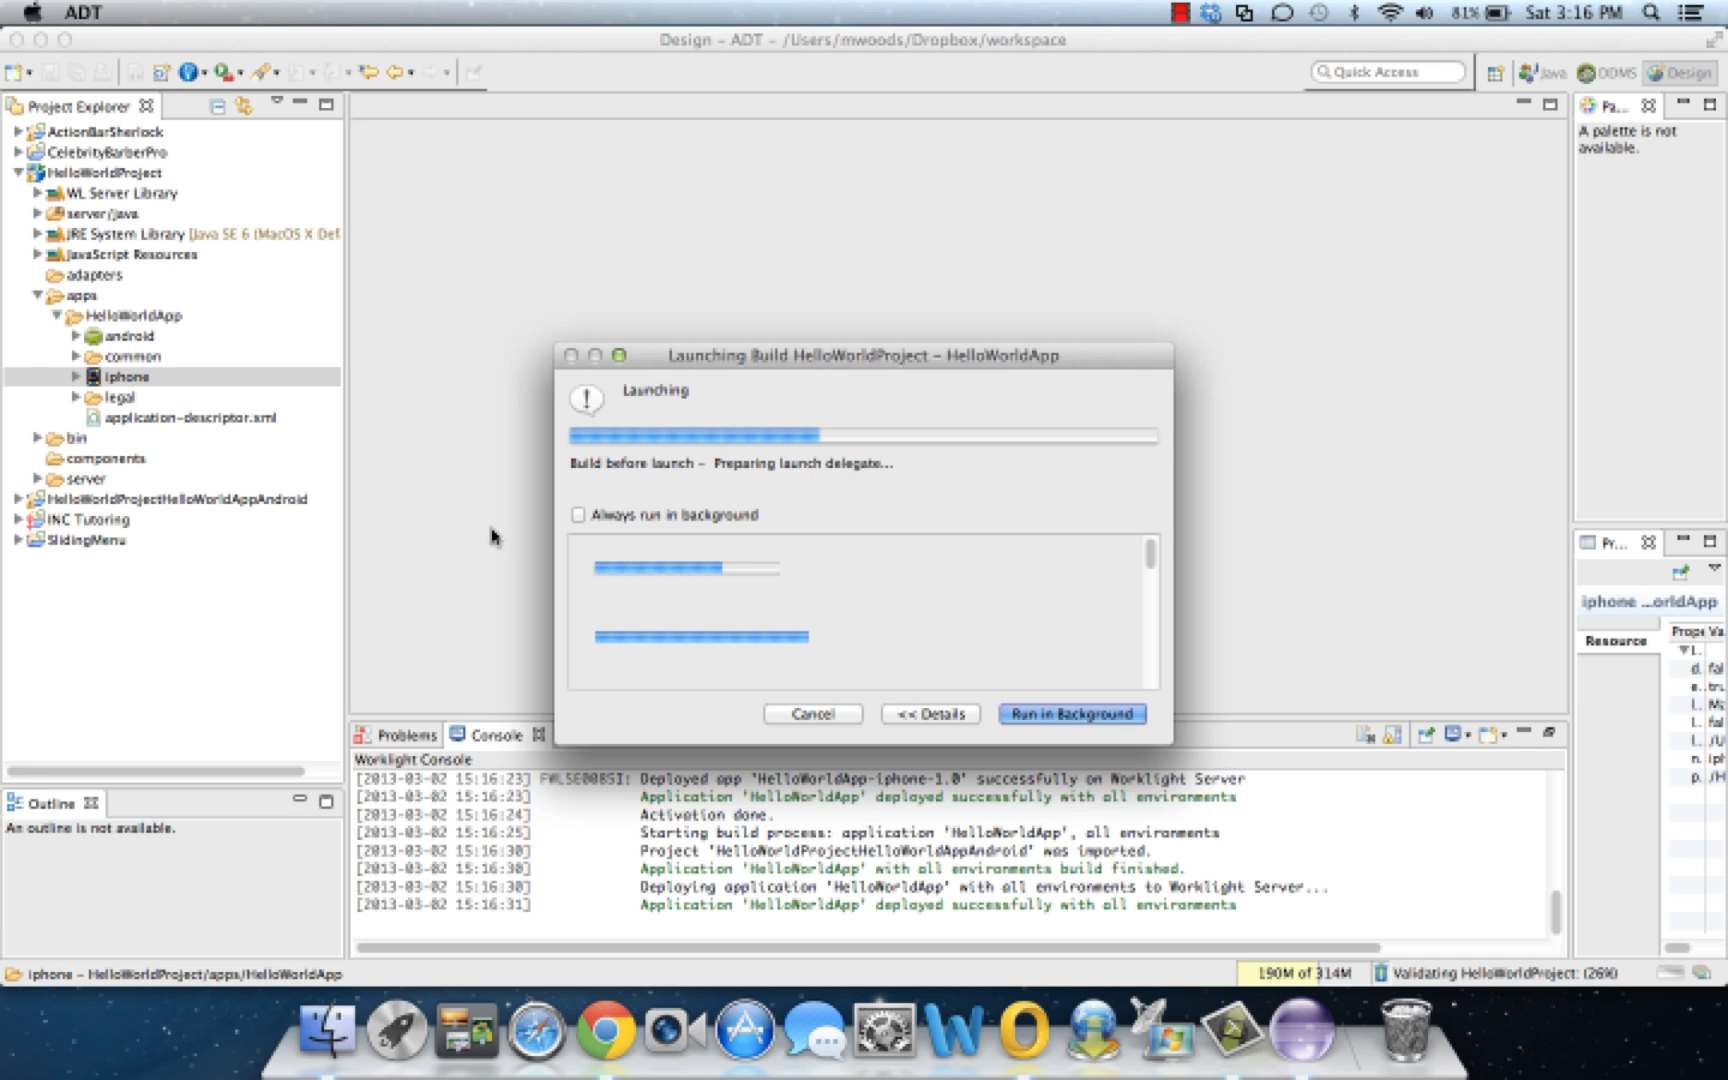 ADT
81%
Sat 3:16 PM
Design – ADT – /Users/mwoods/Dropbox/workspace
Quick Access
Java
DDMS
Design
Project Explorer
ActionBarSherlock
CelebrityBarberPro
HelloWorldProject
WL Server Library
server/java
JRE System Library [Java SE 6 (MacOS X Def
JavaScript Resources
adapters
apps
HelloWorldApp
android
common
iphone
legal
application-descriptor.xml
bin
components
server
HelloWorldProjectHelloWorldAppAndroid
INC Tutoring
SlidingMenu
Outline
An outline is not available.
Launching Build HelloWorldProject – HelloWorldApp
Launching
Build before launch – Preparing launch delegate...
Always run in background
Cancel
<< Details
Run in Background
Pa...
A palette is not
available.
Pr...
iphone ...orldApp
Resource
Prope Va
d. fal
e.. tru
l.. Ma
l.. fal
l.. /U
n. iph
p. /H
Problems
Console
Worklight Console
[2013-03-02 15:16:23] FWLSE0085I: Deployed app 'HelloWorldApp-iphone-1.0' successfully on Worklight Server
[2013-03-02 15:16:23] Application 'HelloWorldApp' deployed successfully with all environments
[2013-03-02 15:16:24] Activation done.
[2013-03-02 15:16:25] Starting build process: application 'HelloWorldApp', all environments
[2013-03-02 15:16:30] Project 'HelloWorldProjectHelloWorldAppAndroid' was imported.
[2013-03-02 15:16:30] Application 'HelloWorldApp' with all environments build finished.
[2013-03-02 15:16:30] Deploying application 'HelloWorldApp' with all environments to Worklight Server...
[2013-03-02 15:16:31] Application 'HelloWorldApp' deployed successfully with all environments
iphone – HelloWorldProject/apps/HelloWorldApp
190M of 314M
Validating HelloWorldProject: (26%)